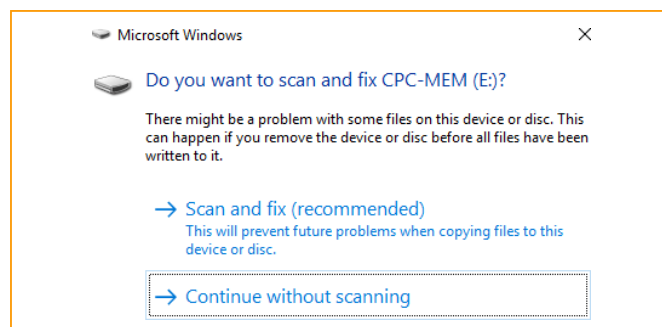 Microsoft Windows
Do you want to scan and fix CPC-MEM (E:)?
There might be a problem with some files on this device or disc. This
can happen if you remove the device or disc before all files have been
written to it.
Scan and fix (recommended)
This will prevent future problems when copying files to this
device or disc.
Continue without scanning